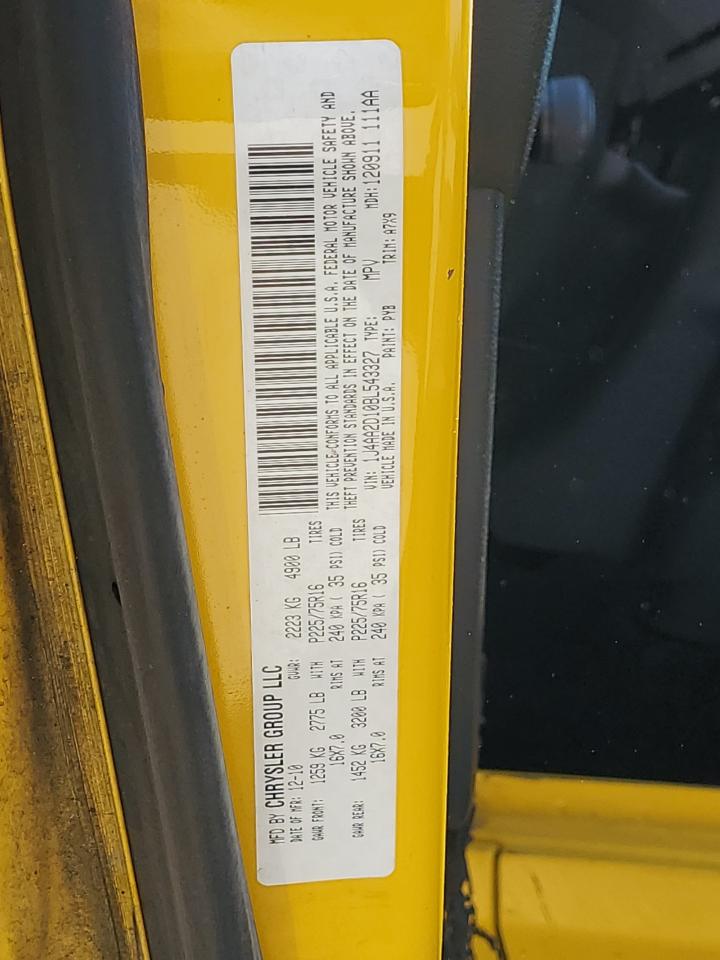 MFD BY CHRYSLER GROUP LLC
DATE OF MFR: 12-10 GVWR: 2223 KG 4900 LB
GAWR FRONT: 1259 KG 2775 LB WITH P225/75R16 TIRES
16X7.0 RIMS AT 240 KPA ( 35 PSI) COLD
GAWR REAR: 1452 KG 3200 LB WITH P225/75R16 TIRES
16X7.0 RIMS AT 240 KPA ( 35 PSI) COLD
THIS VEHICLE CONFORMS TO ALL APPLICABLE U.S.A. FEDERAL MOTOR VEHICLE SAFETY AND
THEFT PREVENTION STANDARDS IN EFFECT ON THE DATE OF MANUFACTURE SHOWN ABOVE.
VIN: 1J4AA2D10BL543327 TYPE: MPV MDH:120911 111AA
VEHICLE MADE IN U.S.A. PAINT: PYB TRIM: A7X9